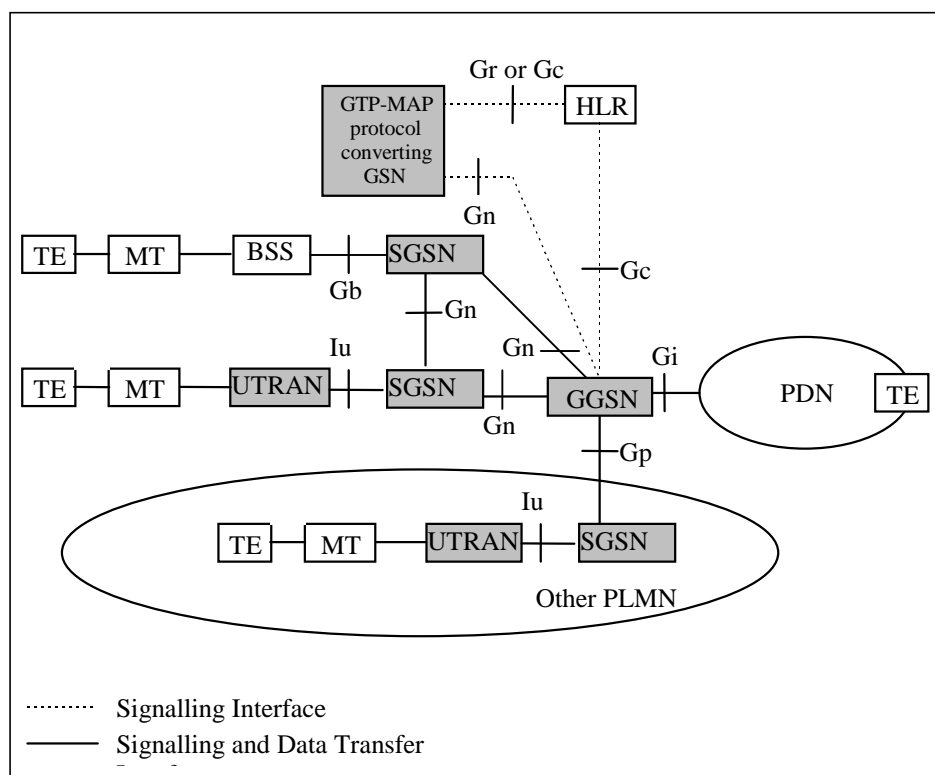 Gr or Gc
GTP-MAP
protocol
converting
GSN
HLR
Gn
TE
MT
BSS
Gb
SGSN
Gc
Gn
Gn
TE
MT
UTRAN
Iu
SGSN
Gn
GGSN
Gi
PDN
TE
Gp
TE
MT
UTRAN
Iu
SGSN
Other PLMN
Signalling Interface
Signalling and Data Transfer